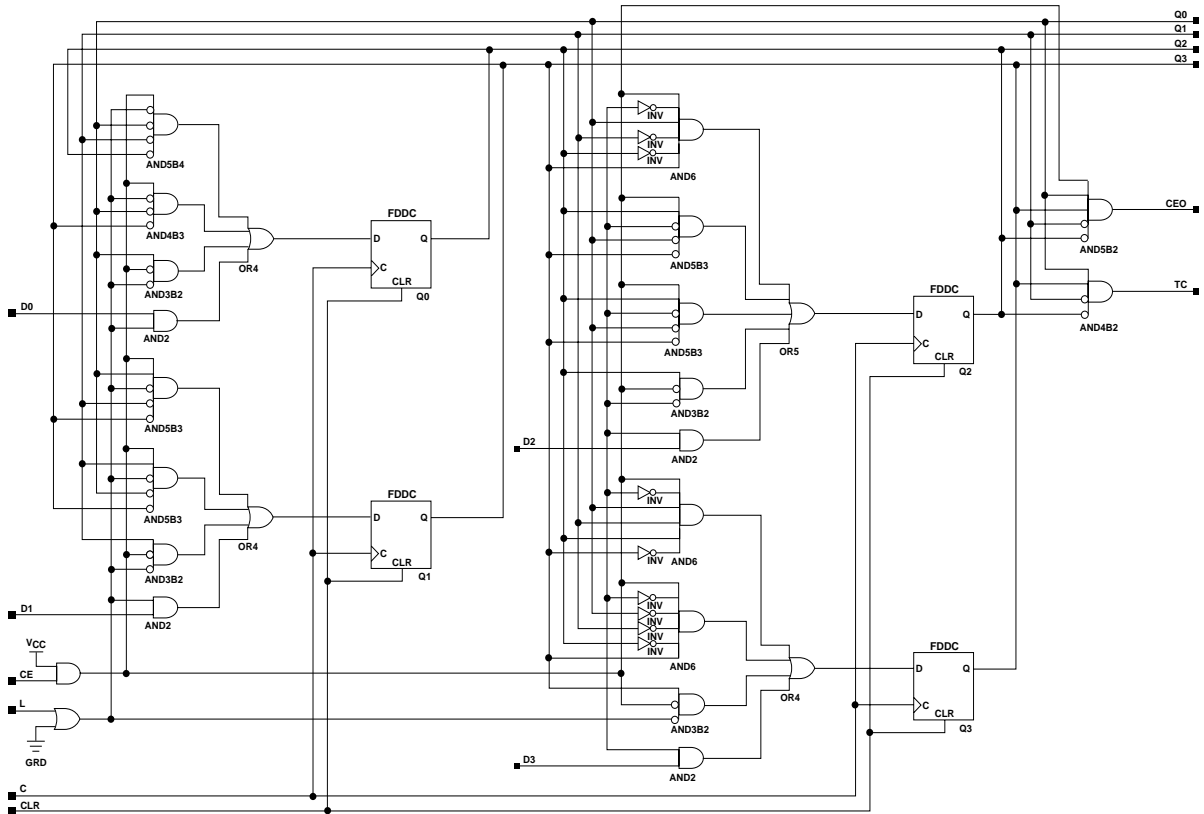 Q0
Q1
Q2
Q3
AND5B4
AND4B3
AND3B2
D0
AND2
OR4
FDDC
D
Q
C
CLR
Q0
AND5B3
AND5B3
AND3B2
D1
AND2
OR4
FDDC
D
Q
C
CLR
Q1
VCC
CE
L
GRD
C
CLR
INV
INV
INV
AND6
AND5B3
AND5B3
AND3B2
D2
AND2
OR5
FDDC
D
Q
C
CLR
Q2
INV
INV
AND6
INV
INV
INV
INV
AND6
AND3B2
D3
AND2
OR4
FDDC
D
Q
C
CLR
Q3
CEO
AND5B2
TC
AND4B2